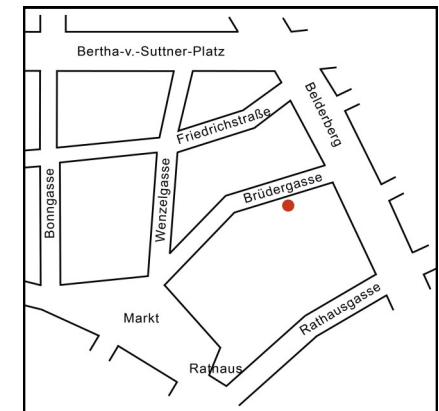 Bertha-v.-Suttner-Platz
Friedrichstraße
Belderberg
Bonngasse
Wenzelgasse
Brüdergasse
Markt
Rathausgasse
Rathaus